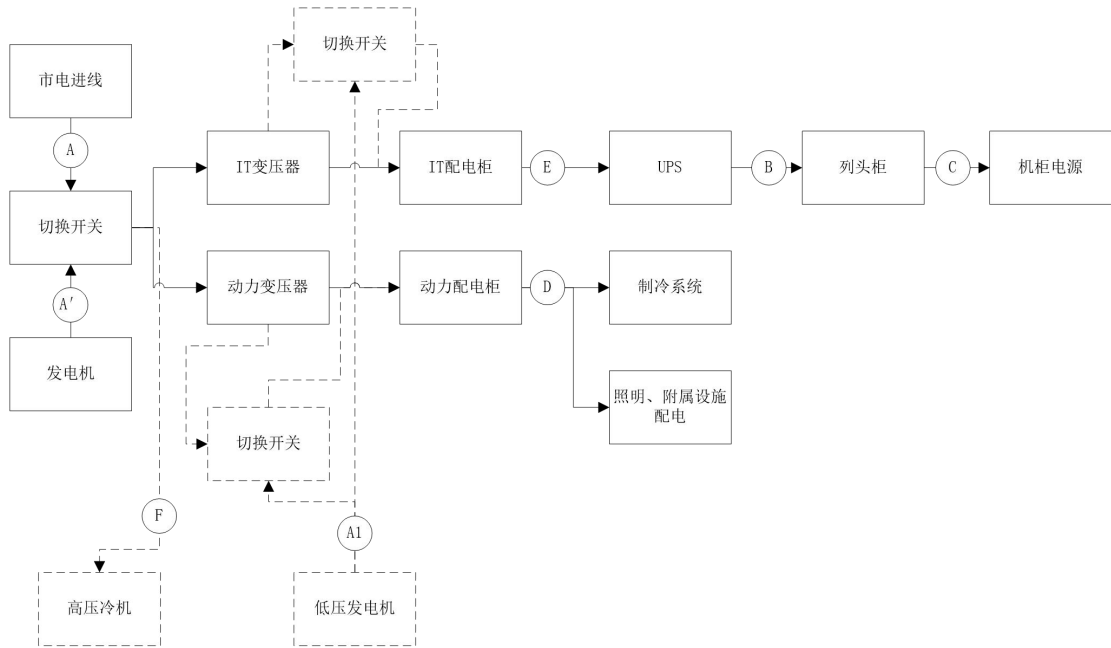 切换开关
市电进线
A
IT变压器
IT配电柜
E
UPS
B
列头柜
C
机柜电源
切换开关
动力变压器
动力配电柜
D
制冷系统
A′
发电机
照明、附属设施
配电
切换开关
F
A1
高压冷机
低压发电机